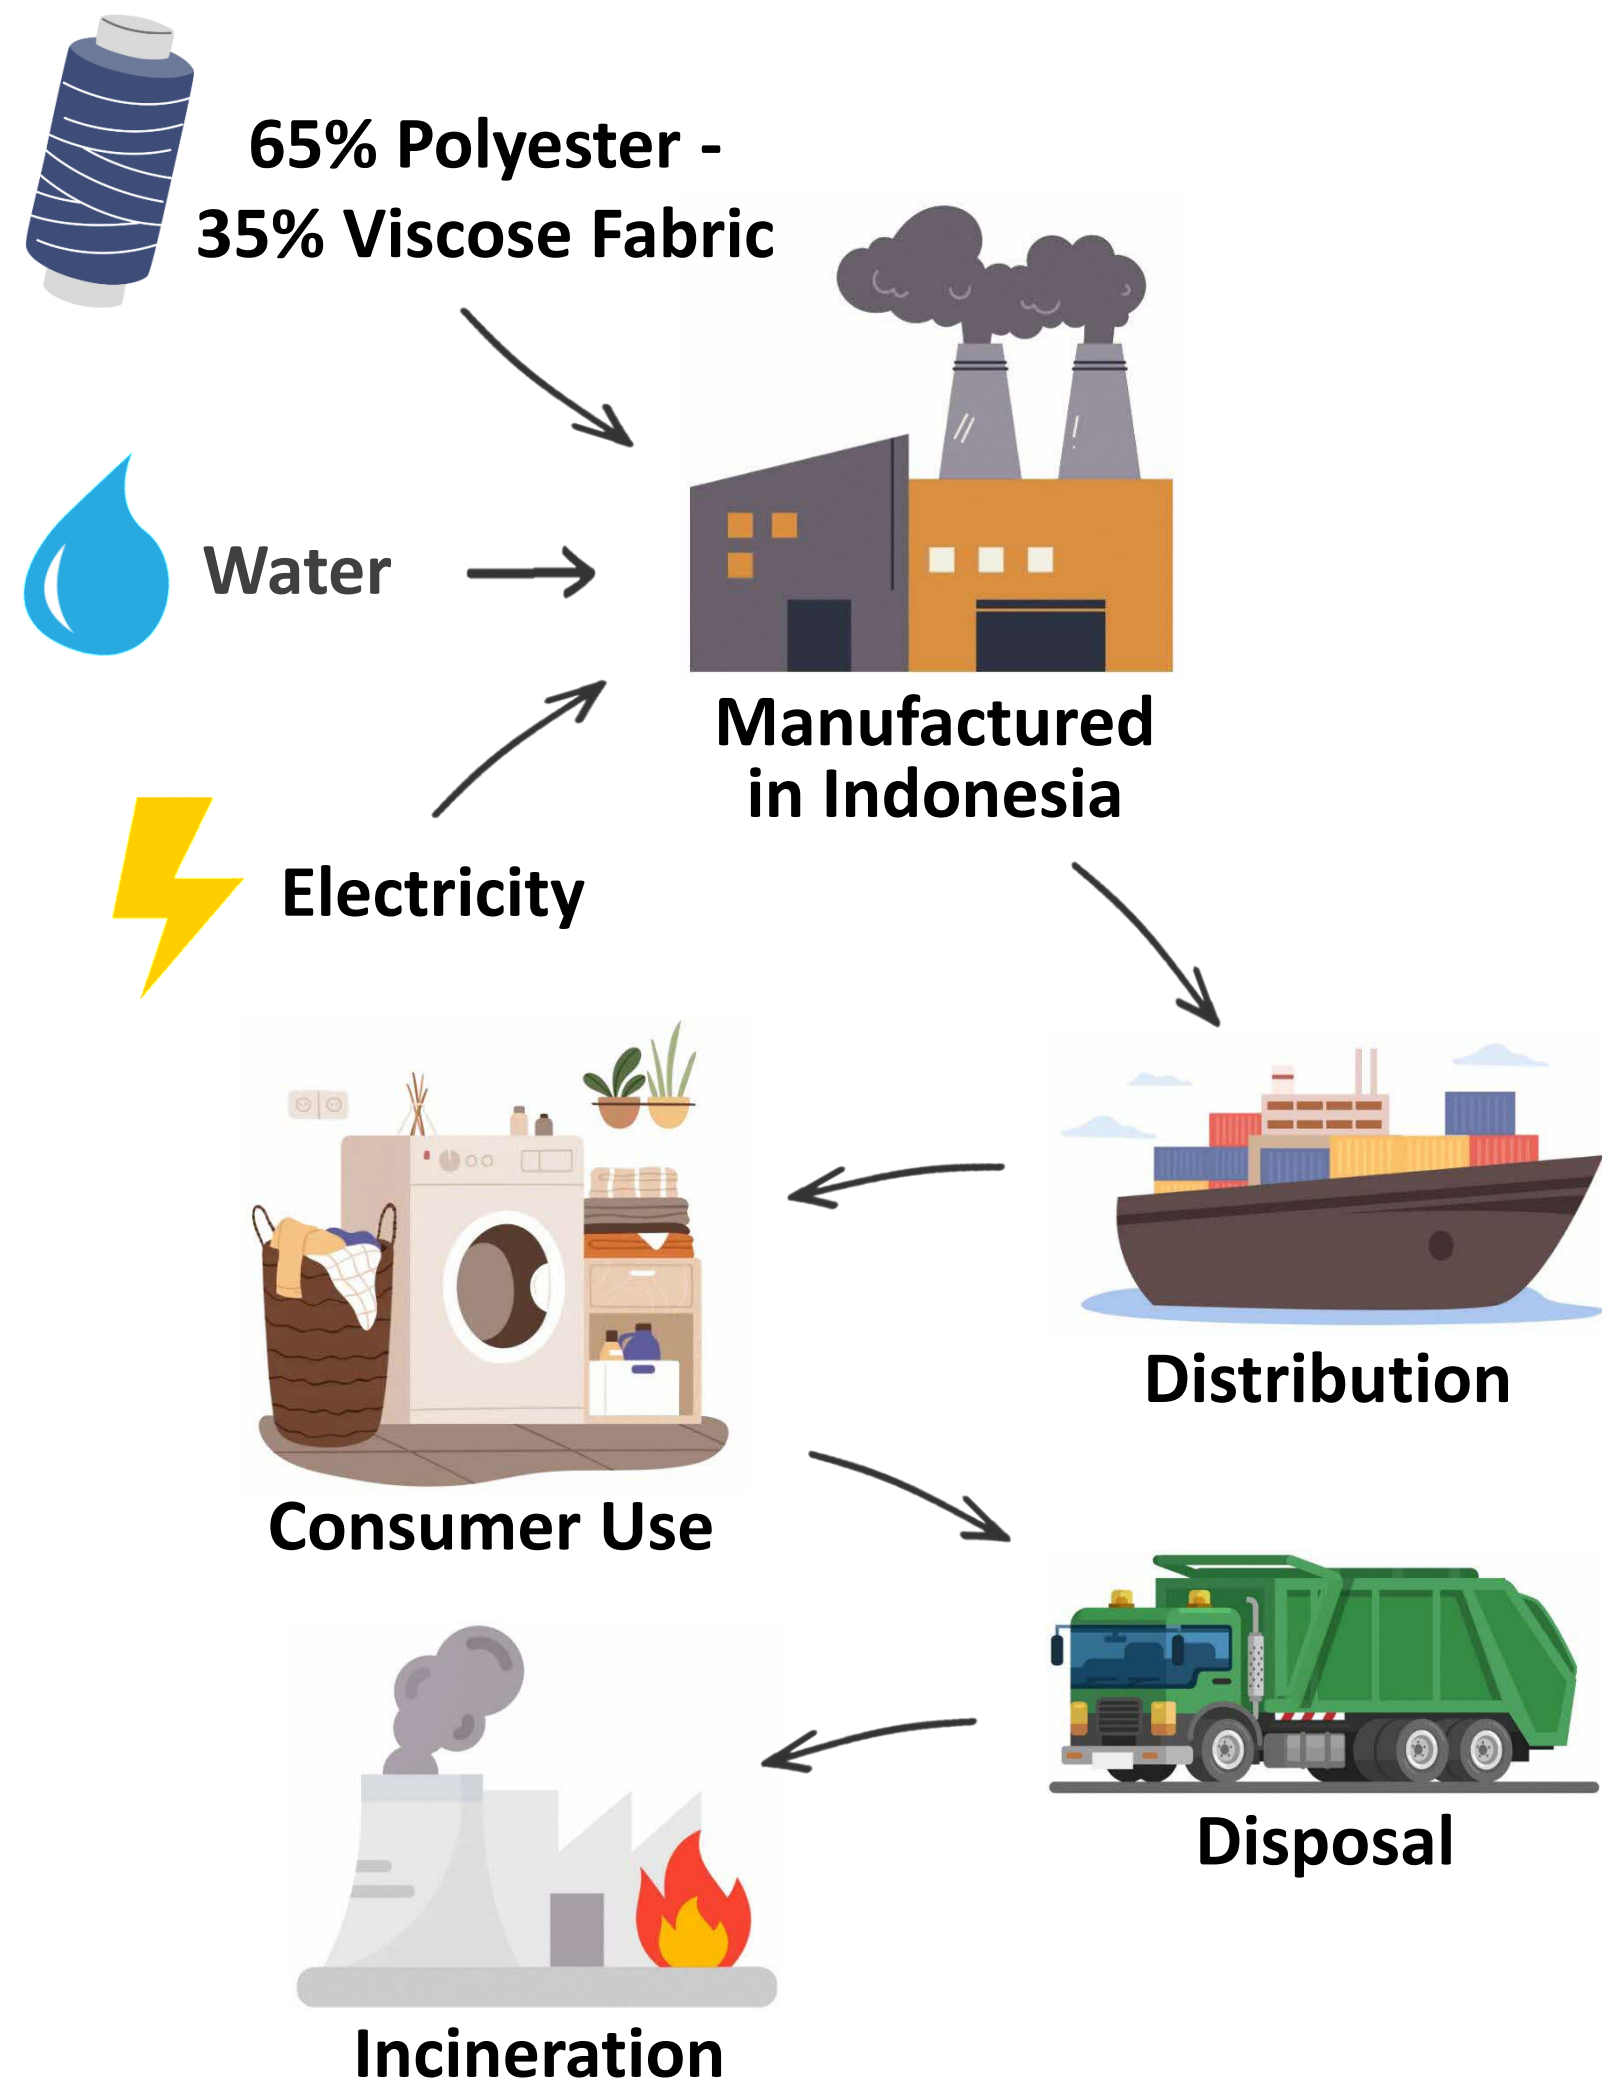 65% Polyester -
35% Viscose Fabric
Water
Manufactured
in Indonesia
Electricity
Distribution
Consumer Use
Disposal
Incineration